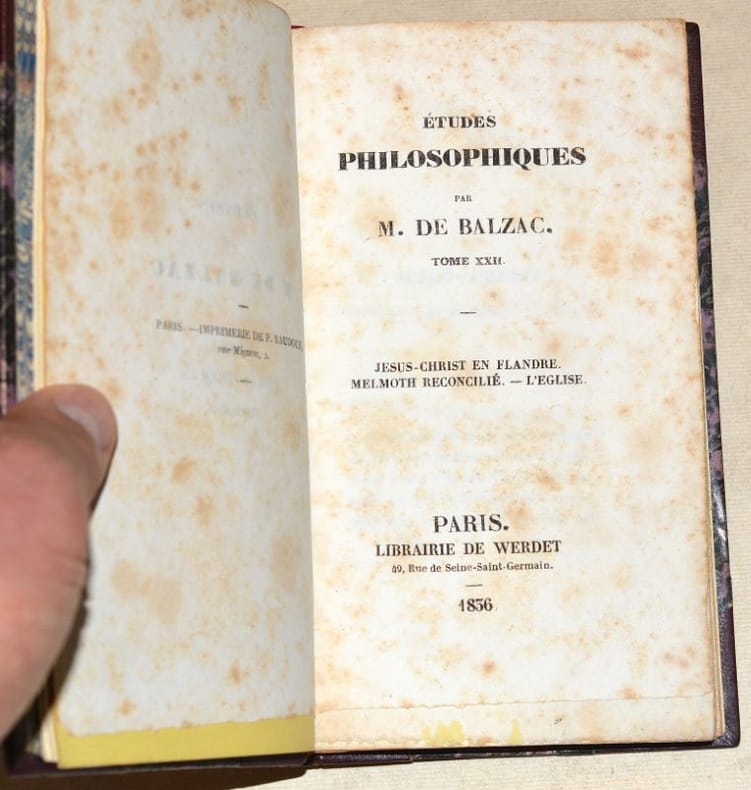 PARIS. —IMPRIMERIE DE P. BAUDOUIN,
rue Mignon, 2.
ÉTUDES
PHILOSOPHIQUES
PAR
M. DE BALZAC.
TOME XXII.
JESUS-CHRIST EN FLANDRE.
MELMOTH RECONCILIÉ. — L'EGLISE.
PARIS.
LIBRAIRIE DE WERDET
49, Rue de Seine-Saint-Germain.
1836